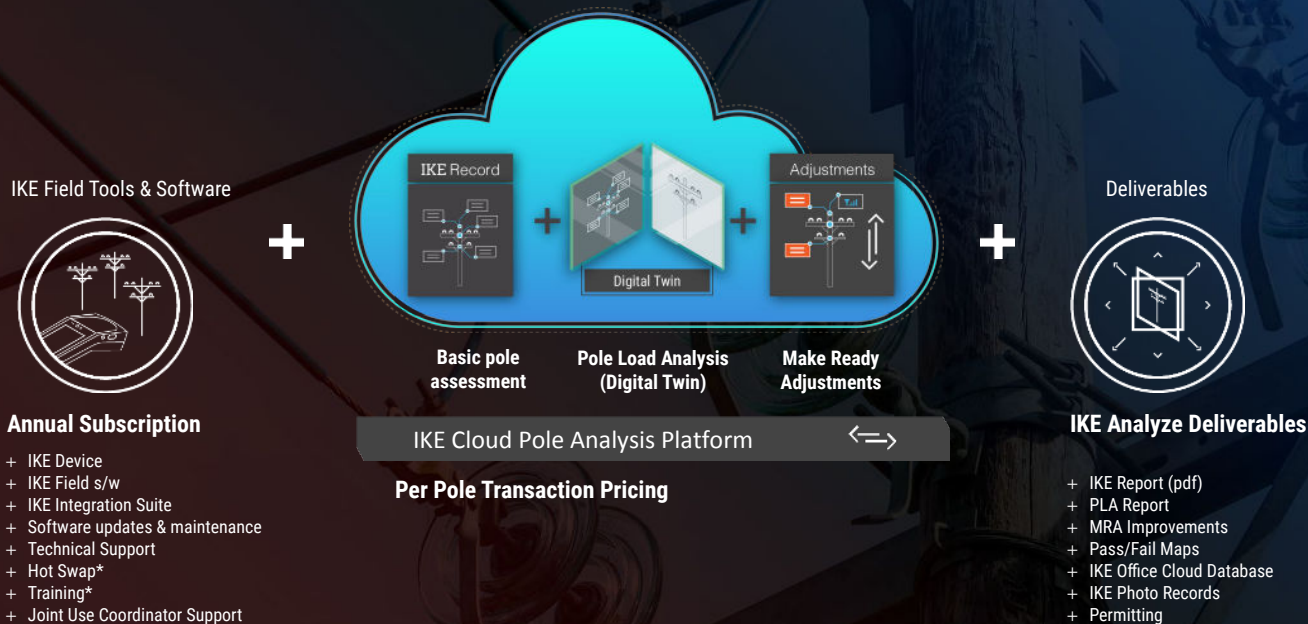 IKE Field Tools & Software
Annual Subscription
+ IKE Device
+ IKE Field s/w
+ IKE Integration Suite
+ Software updates & maintenance
+ Technical Support
+ Hot Swap*
+ Training*
+ Joint Use Coordinator Support
+
IKE Record
+
Digital Twin
+
Adjustments
Basic pole
assessment
Pole Load Analysis
(Digital Twin)
Make Ready
Adjustments
IKE Cloud Pole Analysis Platform
Per Pole Transaction Pricing
+
Deliverables
IKE Analyze Deliverables
+ IKE Report (pdf)
+ PLA Report
+ MRA Improvements
+ Pass/Fail Maps
+ IKE Office Cloud Database
+ IKE Photo Records
+ Permitting